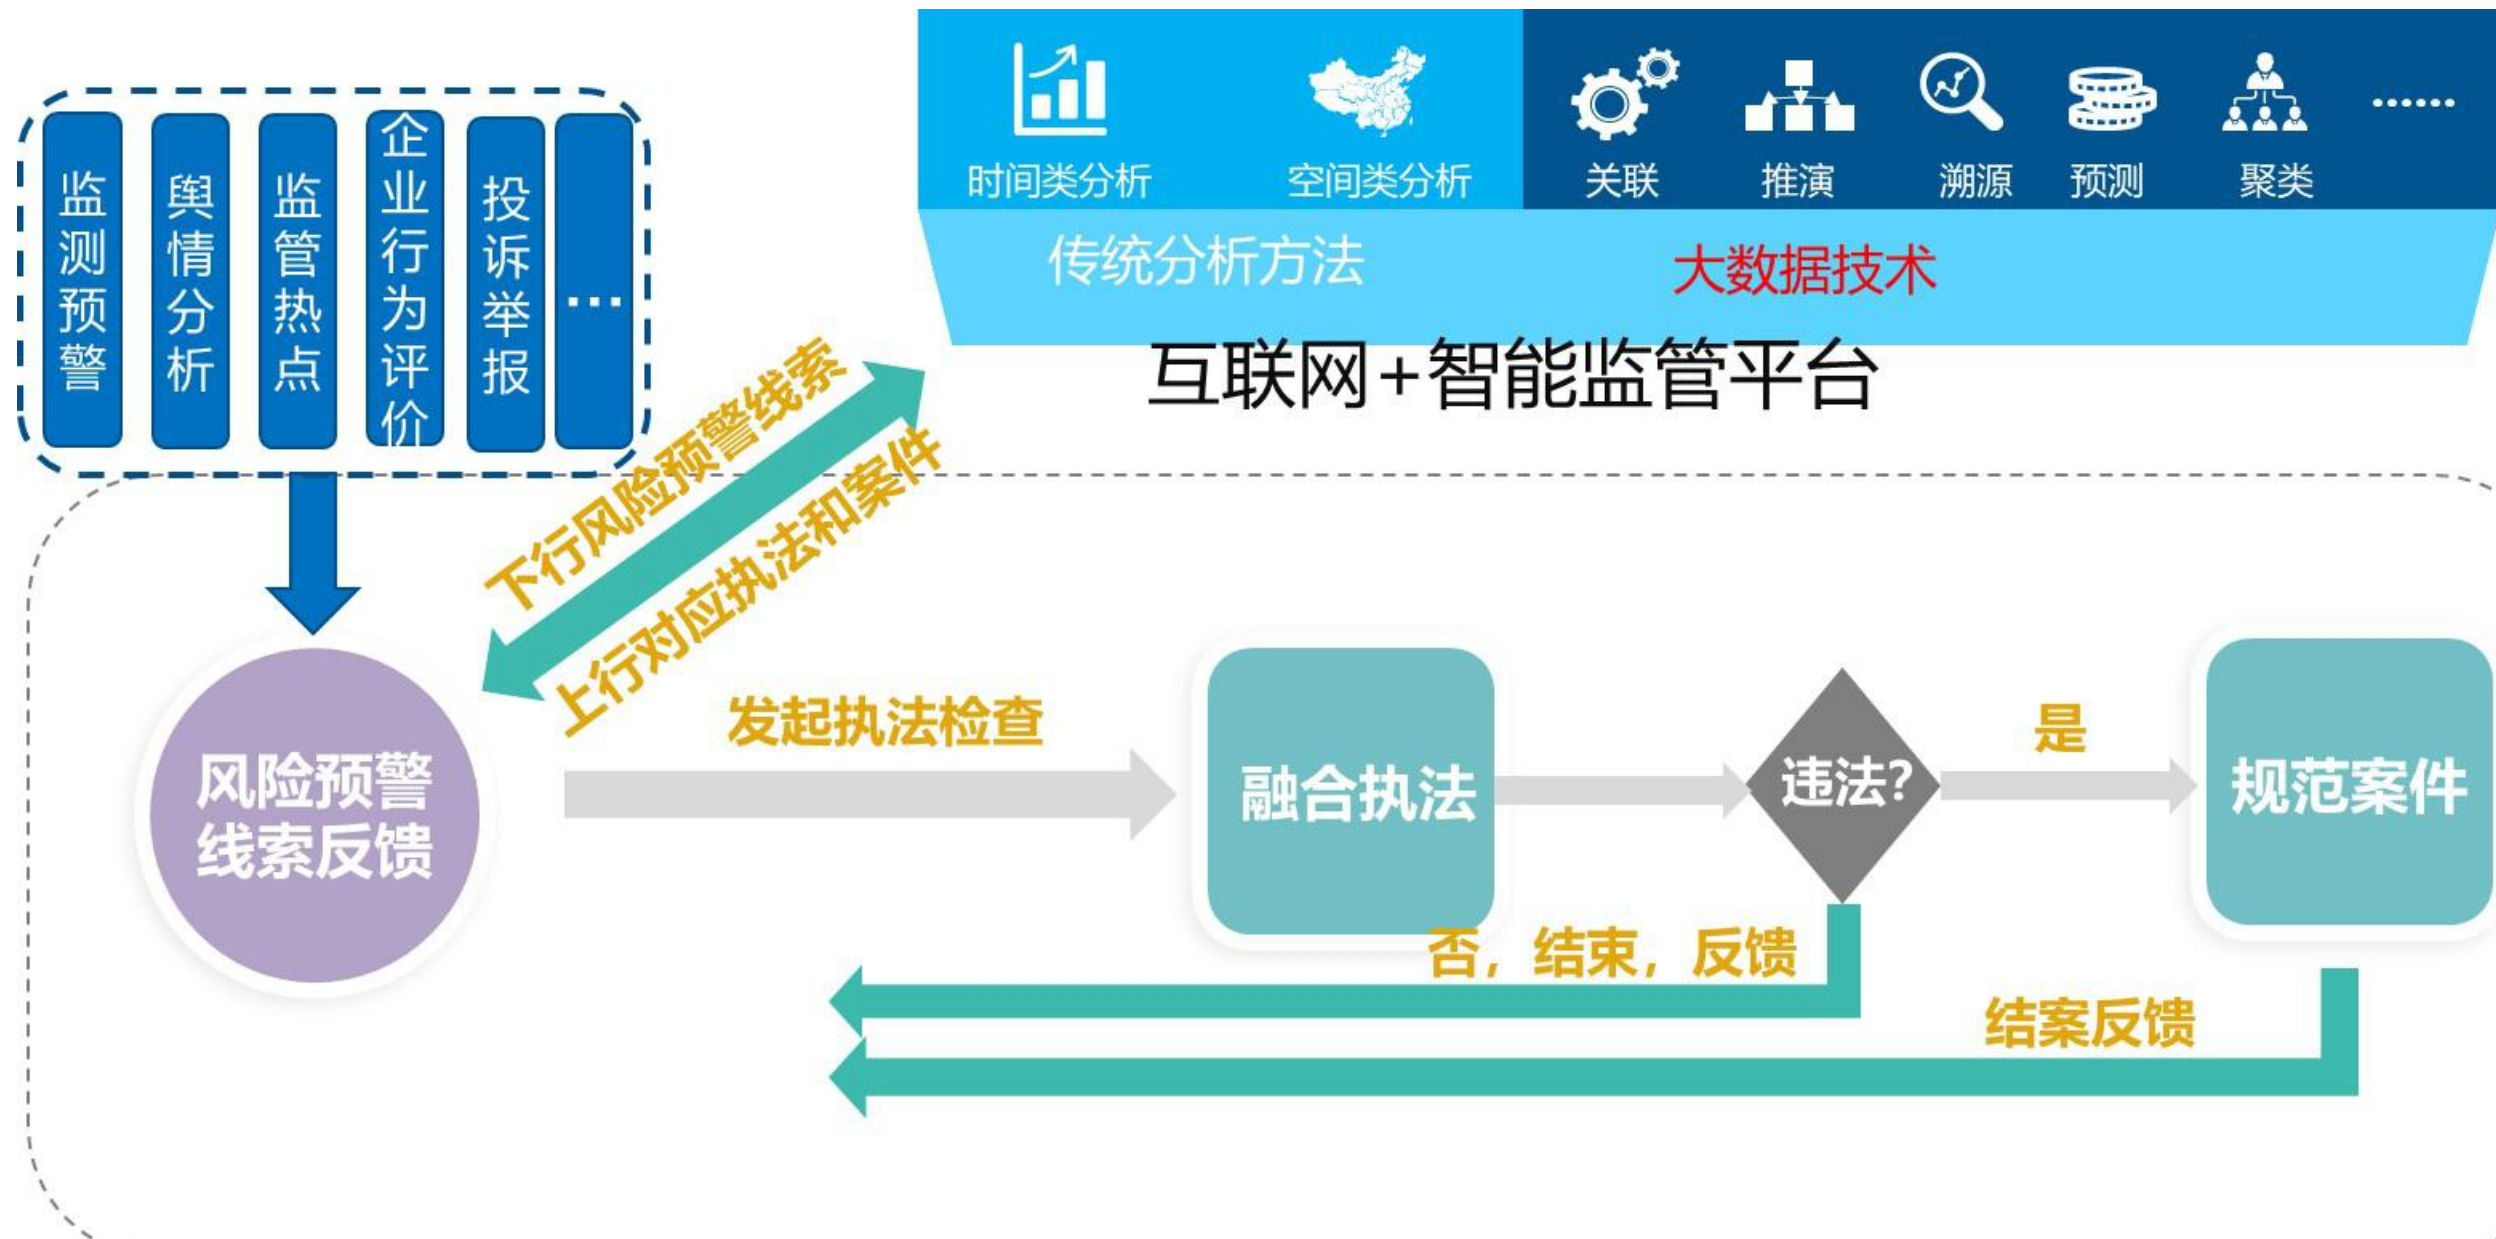 时间类分析
空间类分析
关联
推演
溯源
预测
聚类
……
传统分析方法
大数据技术
互联网+智能监管平台
监测预警
舆情分析
监管热点
企业行为评价
投诉举报
...
下行风险预警线索
上行对应执法和案件
风险预警
线索反馈
发起执法检查
融合执法
违法?
是
规范案件
否，结束，反馈
结案反馈